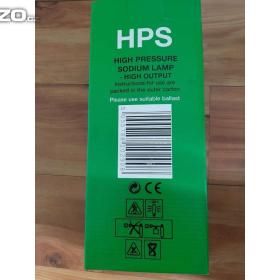 ZO.cz
HPS
HIGH PRESSURE
SODIUM LAMP
- HIGH OUTPUT
Instructions for use are
packed in the outer carton.
Please use suitable ballast
CE